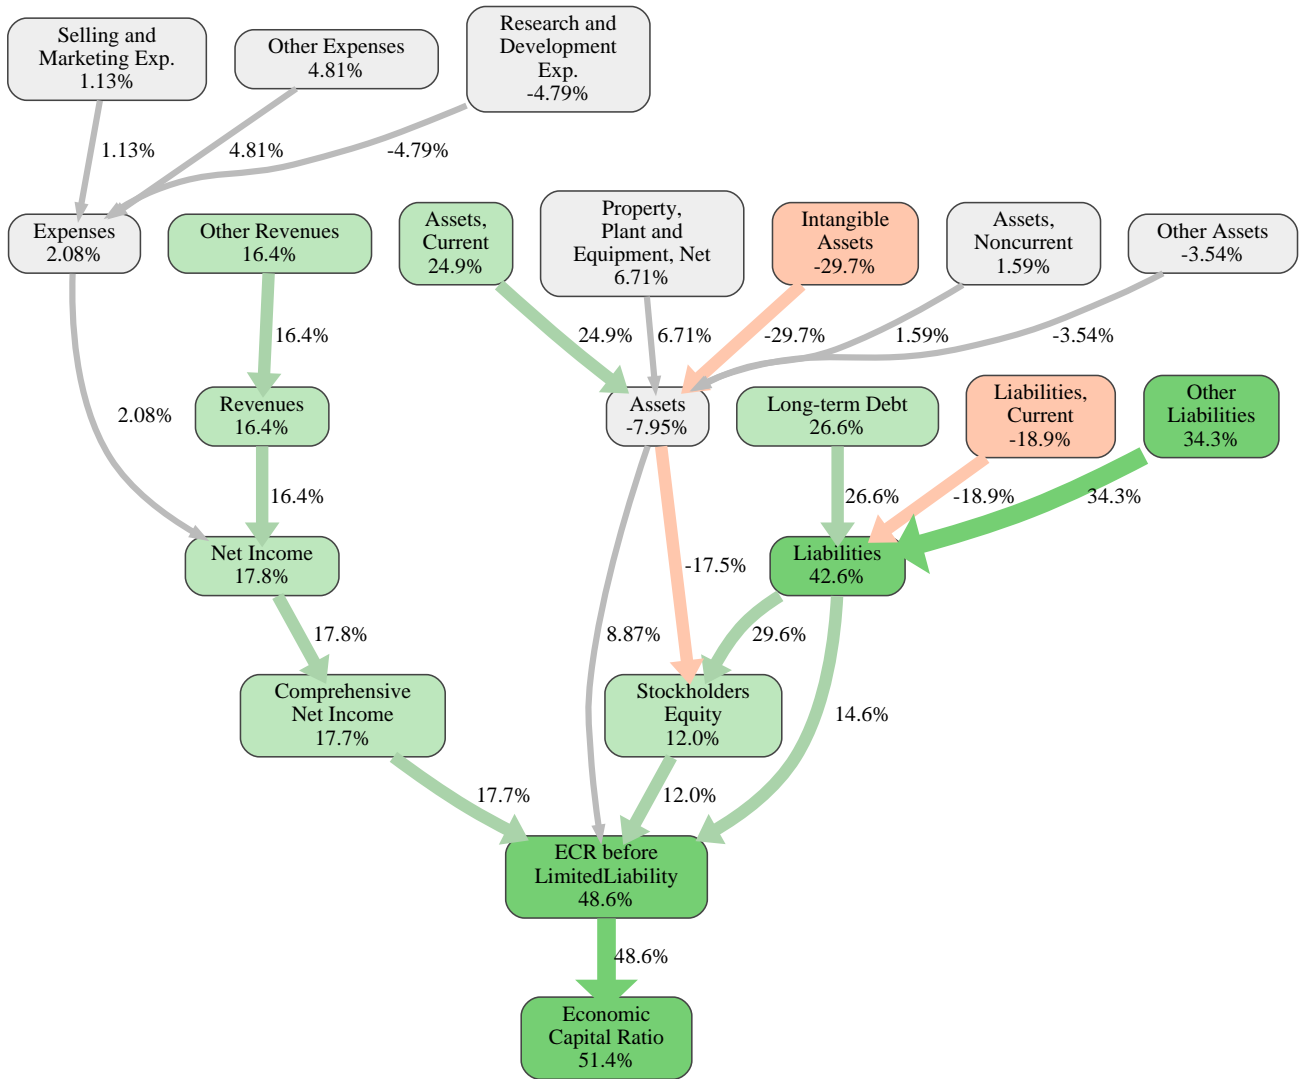 Selling and
Marketing Exp.
1.13%
Other Expenses
4.81%
Research and
Development
Exp.
-4.79%
1.13%
4.81%
-4.79%
Expenses
2.08%
Other Revenues
16.4%
Assets,
Current
24.9%
Property,
Plant and
Equipment, Net
6.71%
Intangible
Assets
-29.7%
Assets,
Noncurrent
1.59%
Other Assets
-3.54%
16.4%
24.9%
6.71%
-29.7%
1.59%
-3.54%
2.08%
Revenues
16.4%
Assets
-7.95%
Long-term Debt
26.6%
Liabilities,
Current
-18.9%
Other
Liabilities
34.3%
16.4%
26.6%
-18.9%
34.3%
Net Income
17.8%
-17.5%
Liabilities
42.6%
17.8%
8.87%
29.6%
Comprehensive
Net Income
17.7%
Stockholders
Equity
12.0%
14.6%
17.7%
12.0%
ECR before
LimitedLiability
48.6%
48.6%
Economic
Capital Ratio
51.4%